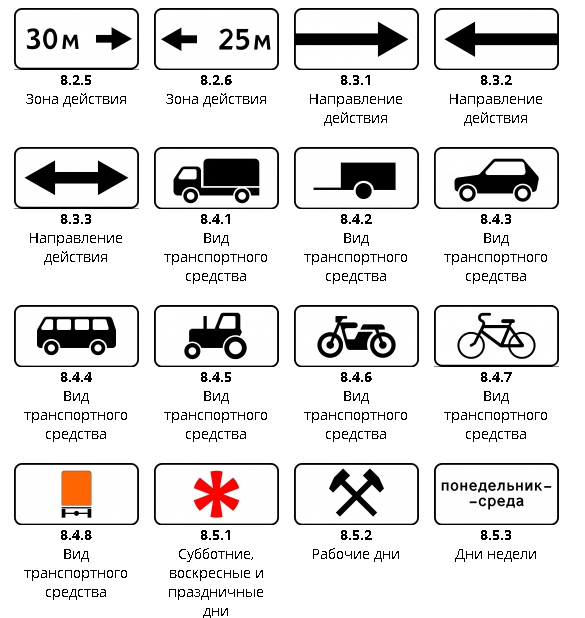 30м
25м
8.2.5
Зона действия
8.2.6
Зона действия
8.3.1
Направление
действия
8.3.2
Направление
действия
8.3.3
Направление
действия
8.4.1
Вид
транспортного
средства
8.4.2
Вид
транспортного
средства
8.4.3
Вид
транспортного
средства
8.4.4
Вид
транспортного
средства
8.4.5
Вид
транспортного
средства
8.4.6
Вид
транспортного
средства
8.4.7
Вид
транспортного
средства
понедельник-
-среда
8.4.8
Вид
транспортного
средства
8.5.1
Субботние,
воскресные и
праздничные
дни
8.5.2
Рабочие дни
8.5.3
Дни недели